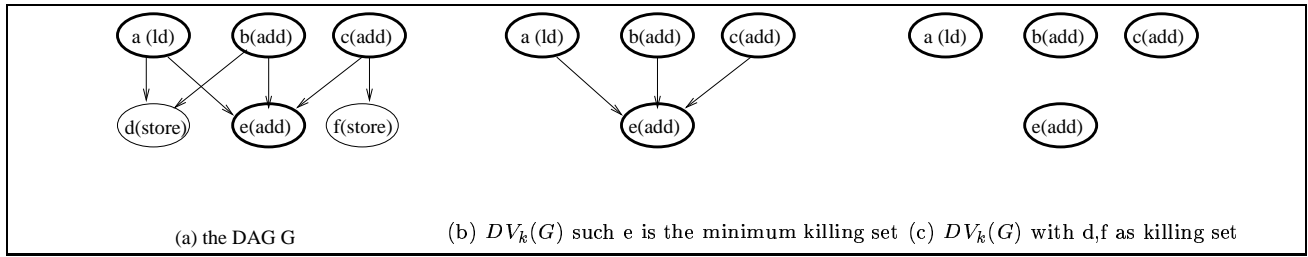 a (ld) b(add) c(add) a (ld) b(add) c(add) a (ld) b(add) c(add)
d(store) e(add) f(store) e(add) e(add)
(a) the DAG G
(b) DV_k(G) such e is the minimum killing set
(c) DV_k(G) with d,f as killing set